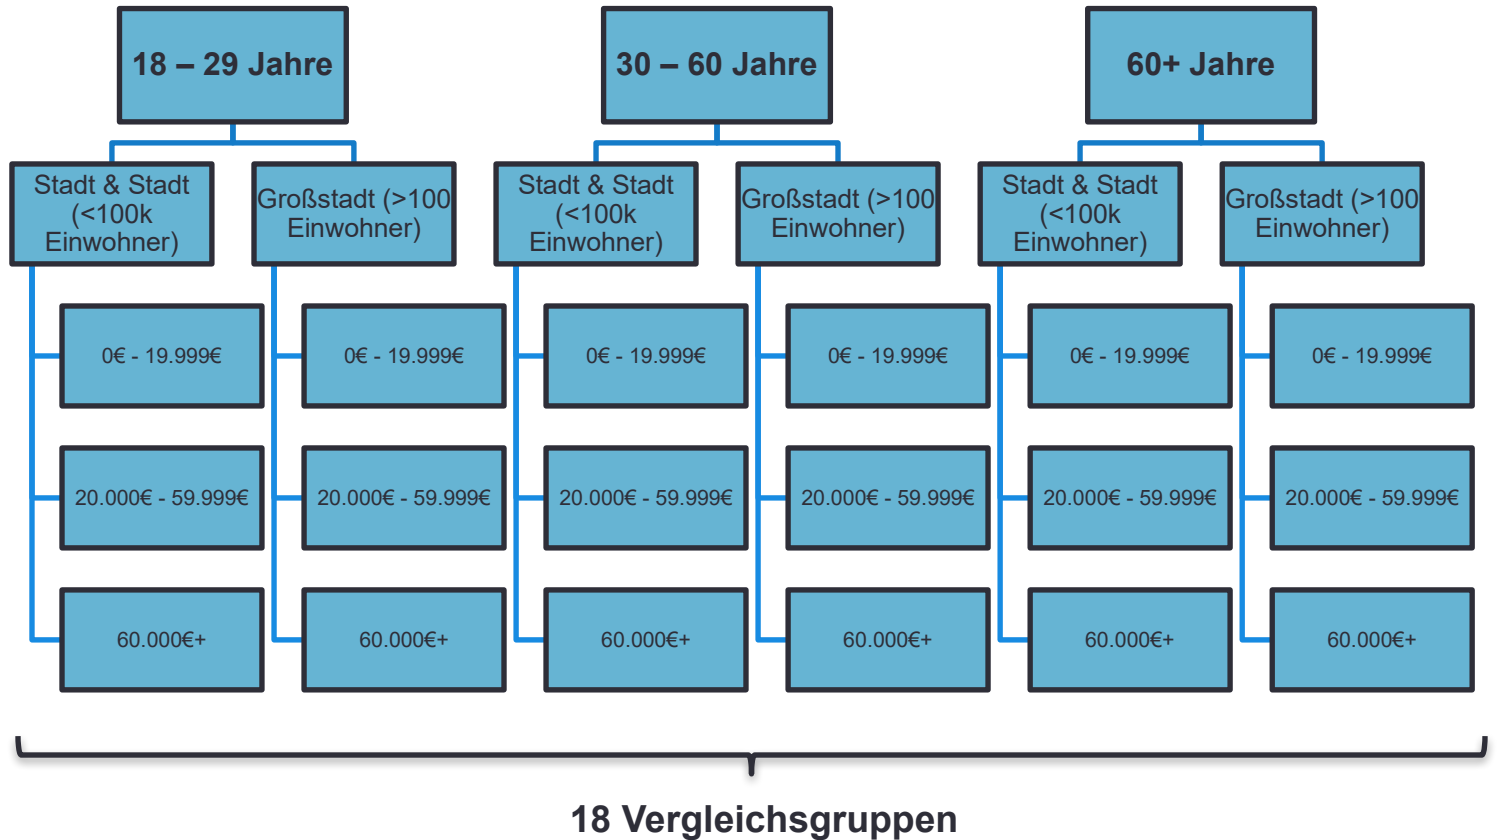 18 – 29 Jahre
30 – 60 Jahre
60+ Jahre
Stadt & Stadt
(<100k
Einwohner)
Großstadt (>100
Einwohner)
Stadt & Stadt
(<100k
Einwohner)
Großstadt (>100
Einwohner)
Stadt & Stadt
(<100k
Einwohner)
Großstadt (>100
Einwohner)
0€ - 19.999€
0€ - 19.999€
0€ - 19.999€
0€ - 19.999€
0€ - 19.999€
0€ - 19.999€
20.000€ - 59.999€
20.000€ - 59.999€
20.000€ - 59.999€
20.000€ - 59.999€
20.000€ - 59.999€
20.000€ - 59.999€
60.000€+
60.000€+
60.000€+
60.000€+
60.000€+
60.000€+
18 Vergleichsgruppen